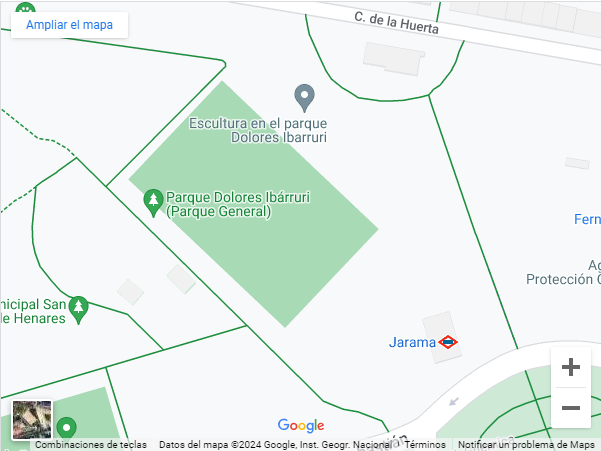 Ampliar el mapa
C. de la Huerta
Escultura en el parque
Dolores Ibarruri
Parque Dolores Ibárruri
(Parque General)
Fern
Ag
Protección C
nicipal San
de Henares
Jarama
Google
Combinaciones de teclas
Datos del mapa ©2024 Google, Inst. Geogr. Nacional
Términos
Notificar un problema de Maps